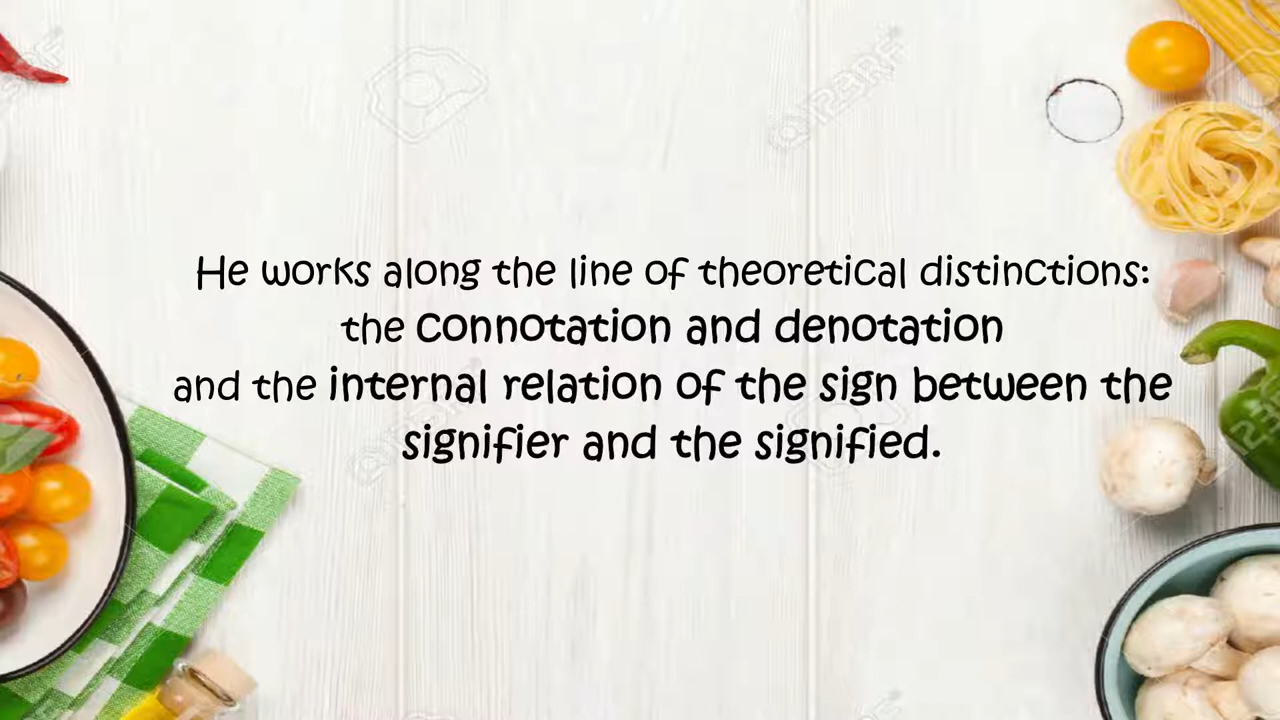 He works along the line of theoretical distinctions:
the connotation and denotation
and the internal relation of the sign between the
signifier and the signified.
123RF